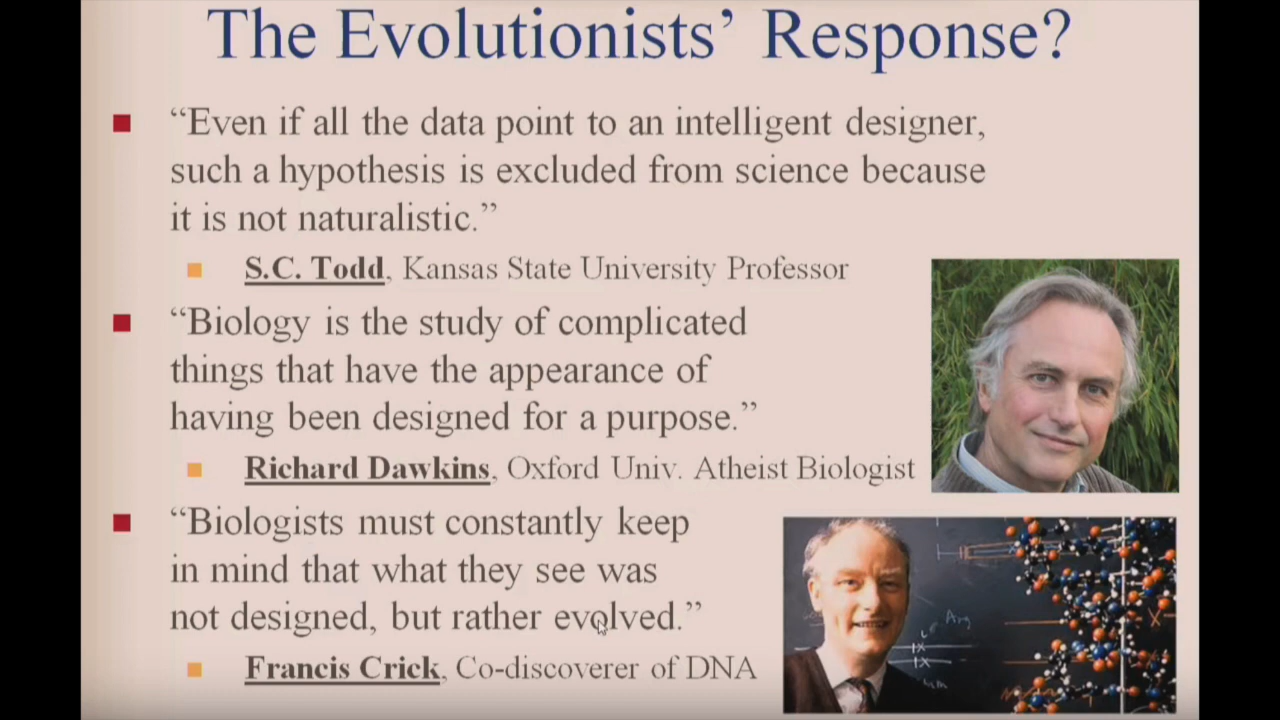 The Evolutionists’ Response?
“Even if all the data point to an intelligent designer,
such a hypothesis is excluded from science because
it is not naturalistic.”
S.C. Todd, Kansas State University Professor
“Biology is the study of complicated
things that have the appearance of
having been designed for a purpose.”
Richard Dawkins, Oxford Univ. Atheist Biologist
“Biologists must constantly keep
in mind that what they see was
not designed, but rather evolved.”
Francis Crick, Co-discoverer of DNA